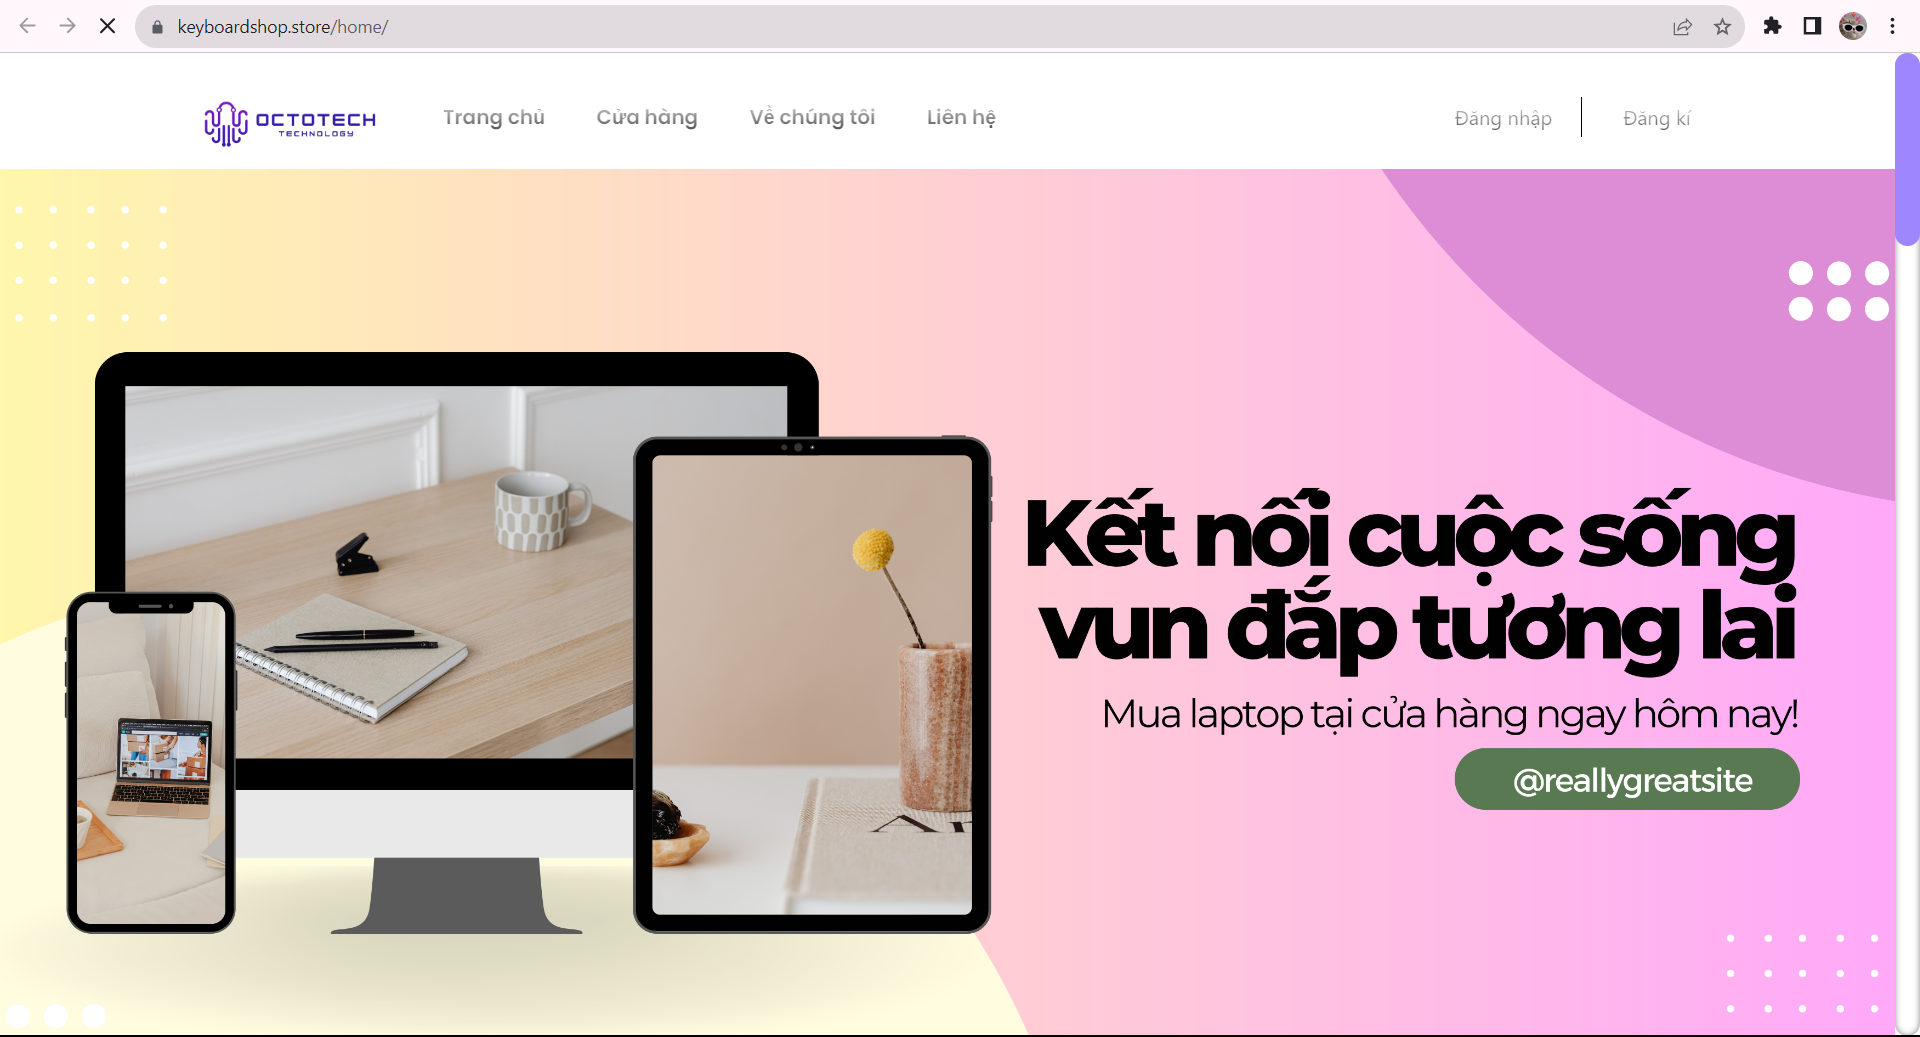 keyboardshop.store/home/
OCTOTECH
TECHNOLOGY
Trang chủ
Cửa hàng
Về chúng tôi
Liên hệ
Đăng nhập
Đăng kí
Kết nối cuộc sống
vun đắp tương lai
Mua laptop tại cửa hàng ngay hôm nay!
@reallygreatsite